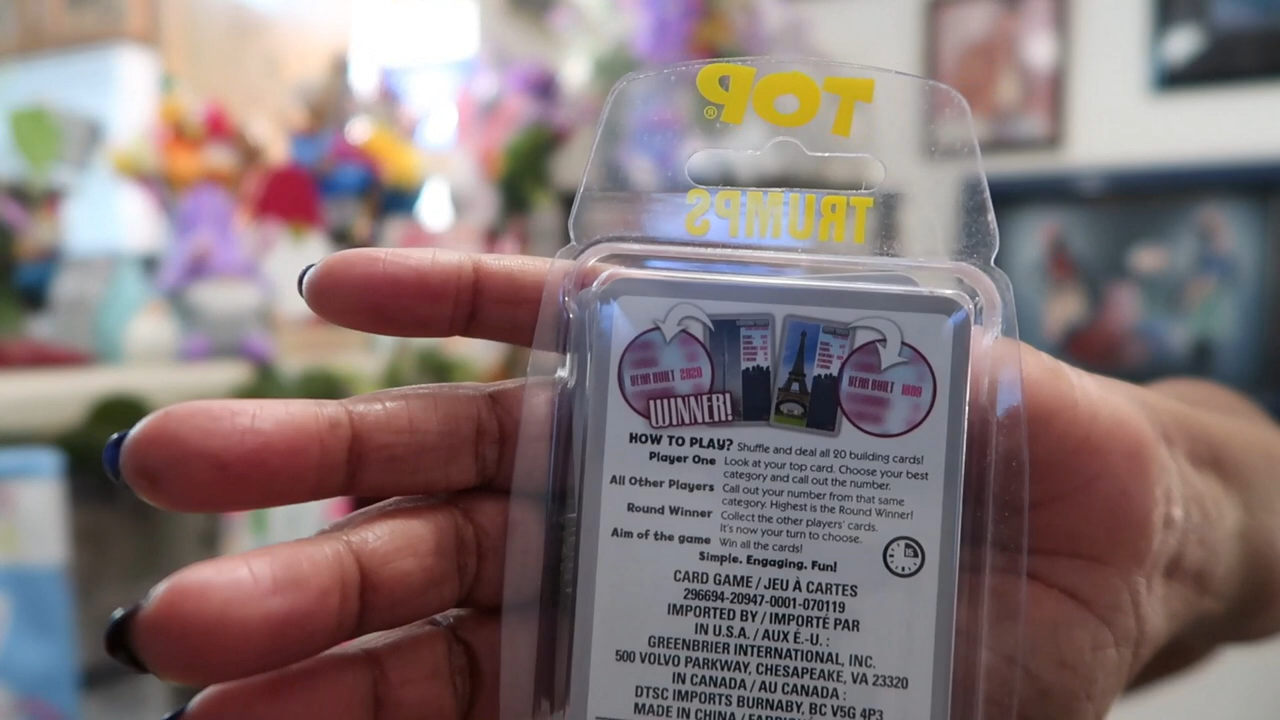 TOP®
TRUMPS
YEAR BUILT 2020
YEAR BUILT 1889
WINNER!
HOW TO PLAY? Shuffle and deal all 20 building cards!
Player One Look at your top card. Choose your best
category and call out the number.
All Other Players Call out your number from that same
category. Highest is the Round Winner!
Round Winner Collect the other players' cards.
It's now your turn to choose.
Aim of the game Win all the cards!
15
Simple. Engaging. Fun!
CARD GAME / JEU À CARTES
296694-20947-0001-070119
IMPORTED BY / IMPORTÉ PAR
IN U.S.A. / AUX É.-U. :
GREENBRIER INTERNATIONAL, INC.
500 VOLVO PARKWAY, CHESAPEAKE, VA 23320
IN CANADA / AU CANADA :
DTSC IMPORTS BURNABY, BC V5G 4P3
MADE IN CHINA /